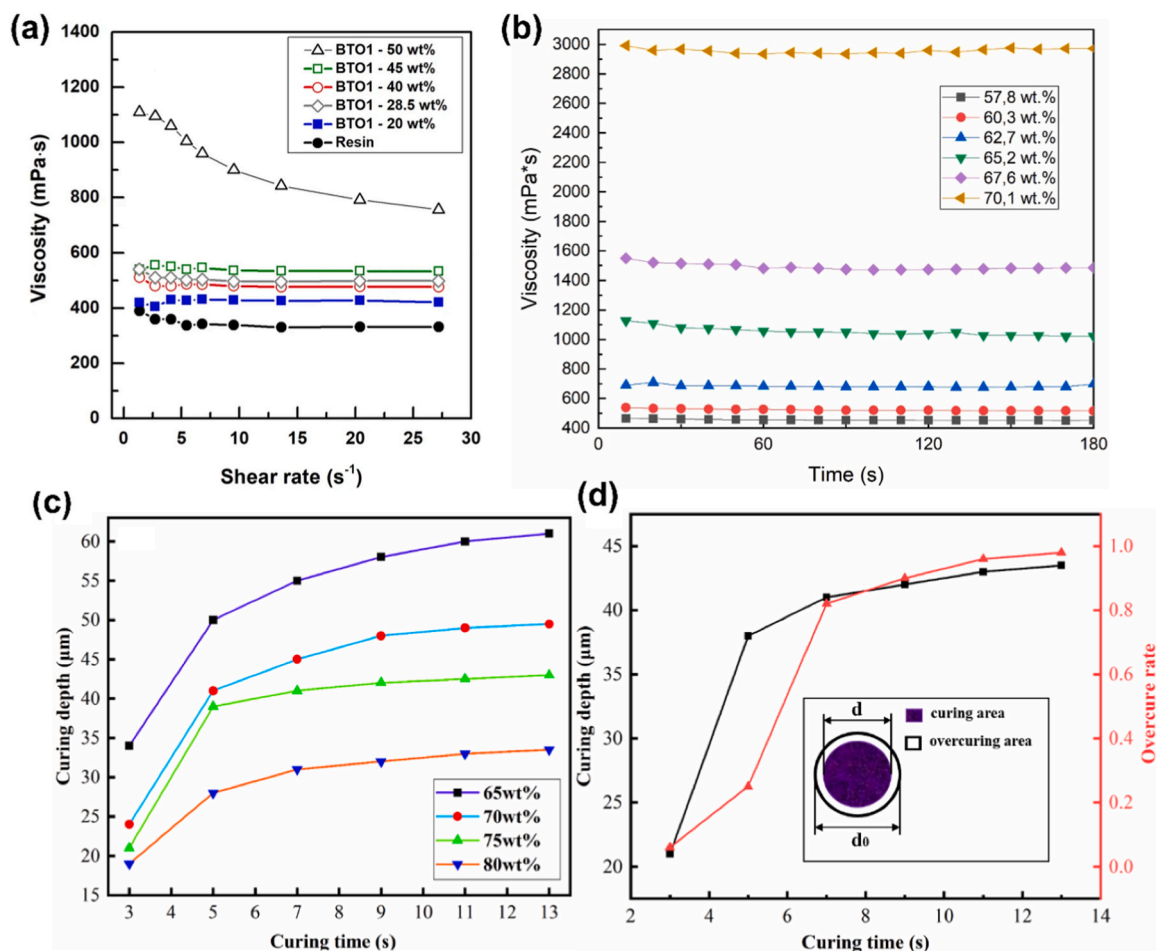 (a)
1400
1200
1000
800
600
400
200
0
Viscosity (mPa·s)
BTO1 - 50 wt%
BTO1 - 45 wt%
BTO1 - 40 wt%
BTO1 - 28.5 wt%
BTO1 - 20 wt%
Resin
0 5 10 15 20 25 30
Shear rate (s⁻¹)
(b)
3000
2800
2600
2400
2200
2000
1800
1600
1400
1200
1000
800
600
400
Viscosity (mPa*s)
57,8 wt.%
60,3 wt.%
62,7 wt.%
65,2 wt.%
67,6 wt.%
70,1 wt.%
0 60 120 180
Time (s)
(c)
60
55
50
45
40
35
30
25
20
15
Curing depth (μm)
65wt%
70wt%
75wt%
80wt%
3 5 7 9 11 13
Curing time (s)
(d)
45
40
35
30
25
20
Curing depth (μm)
1.0
0.8
0.6
0.4
0.2
0.0
Overcure rate
d
d₀
curing area
overcuring area
2 4 6 8 10 12 14
Curing time (s)